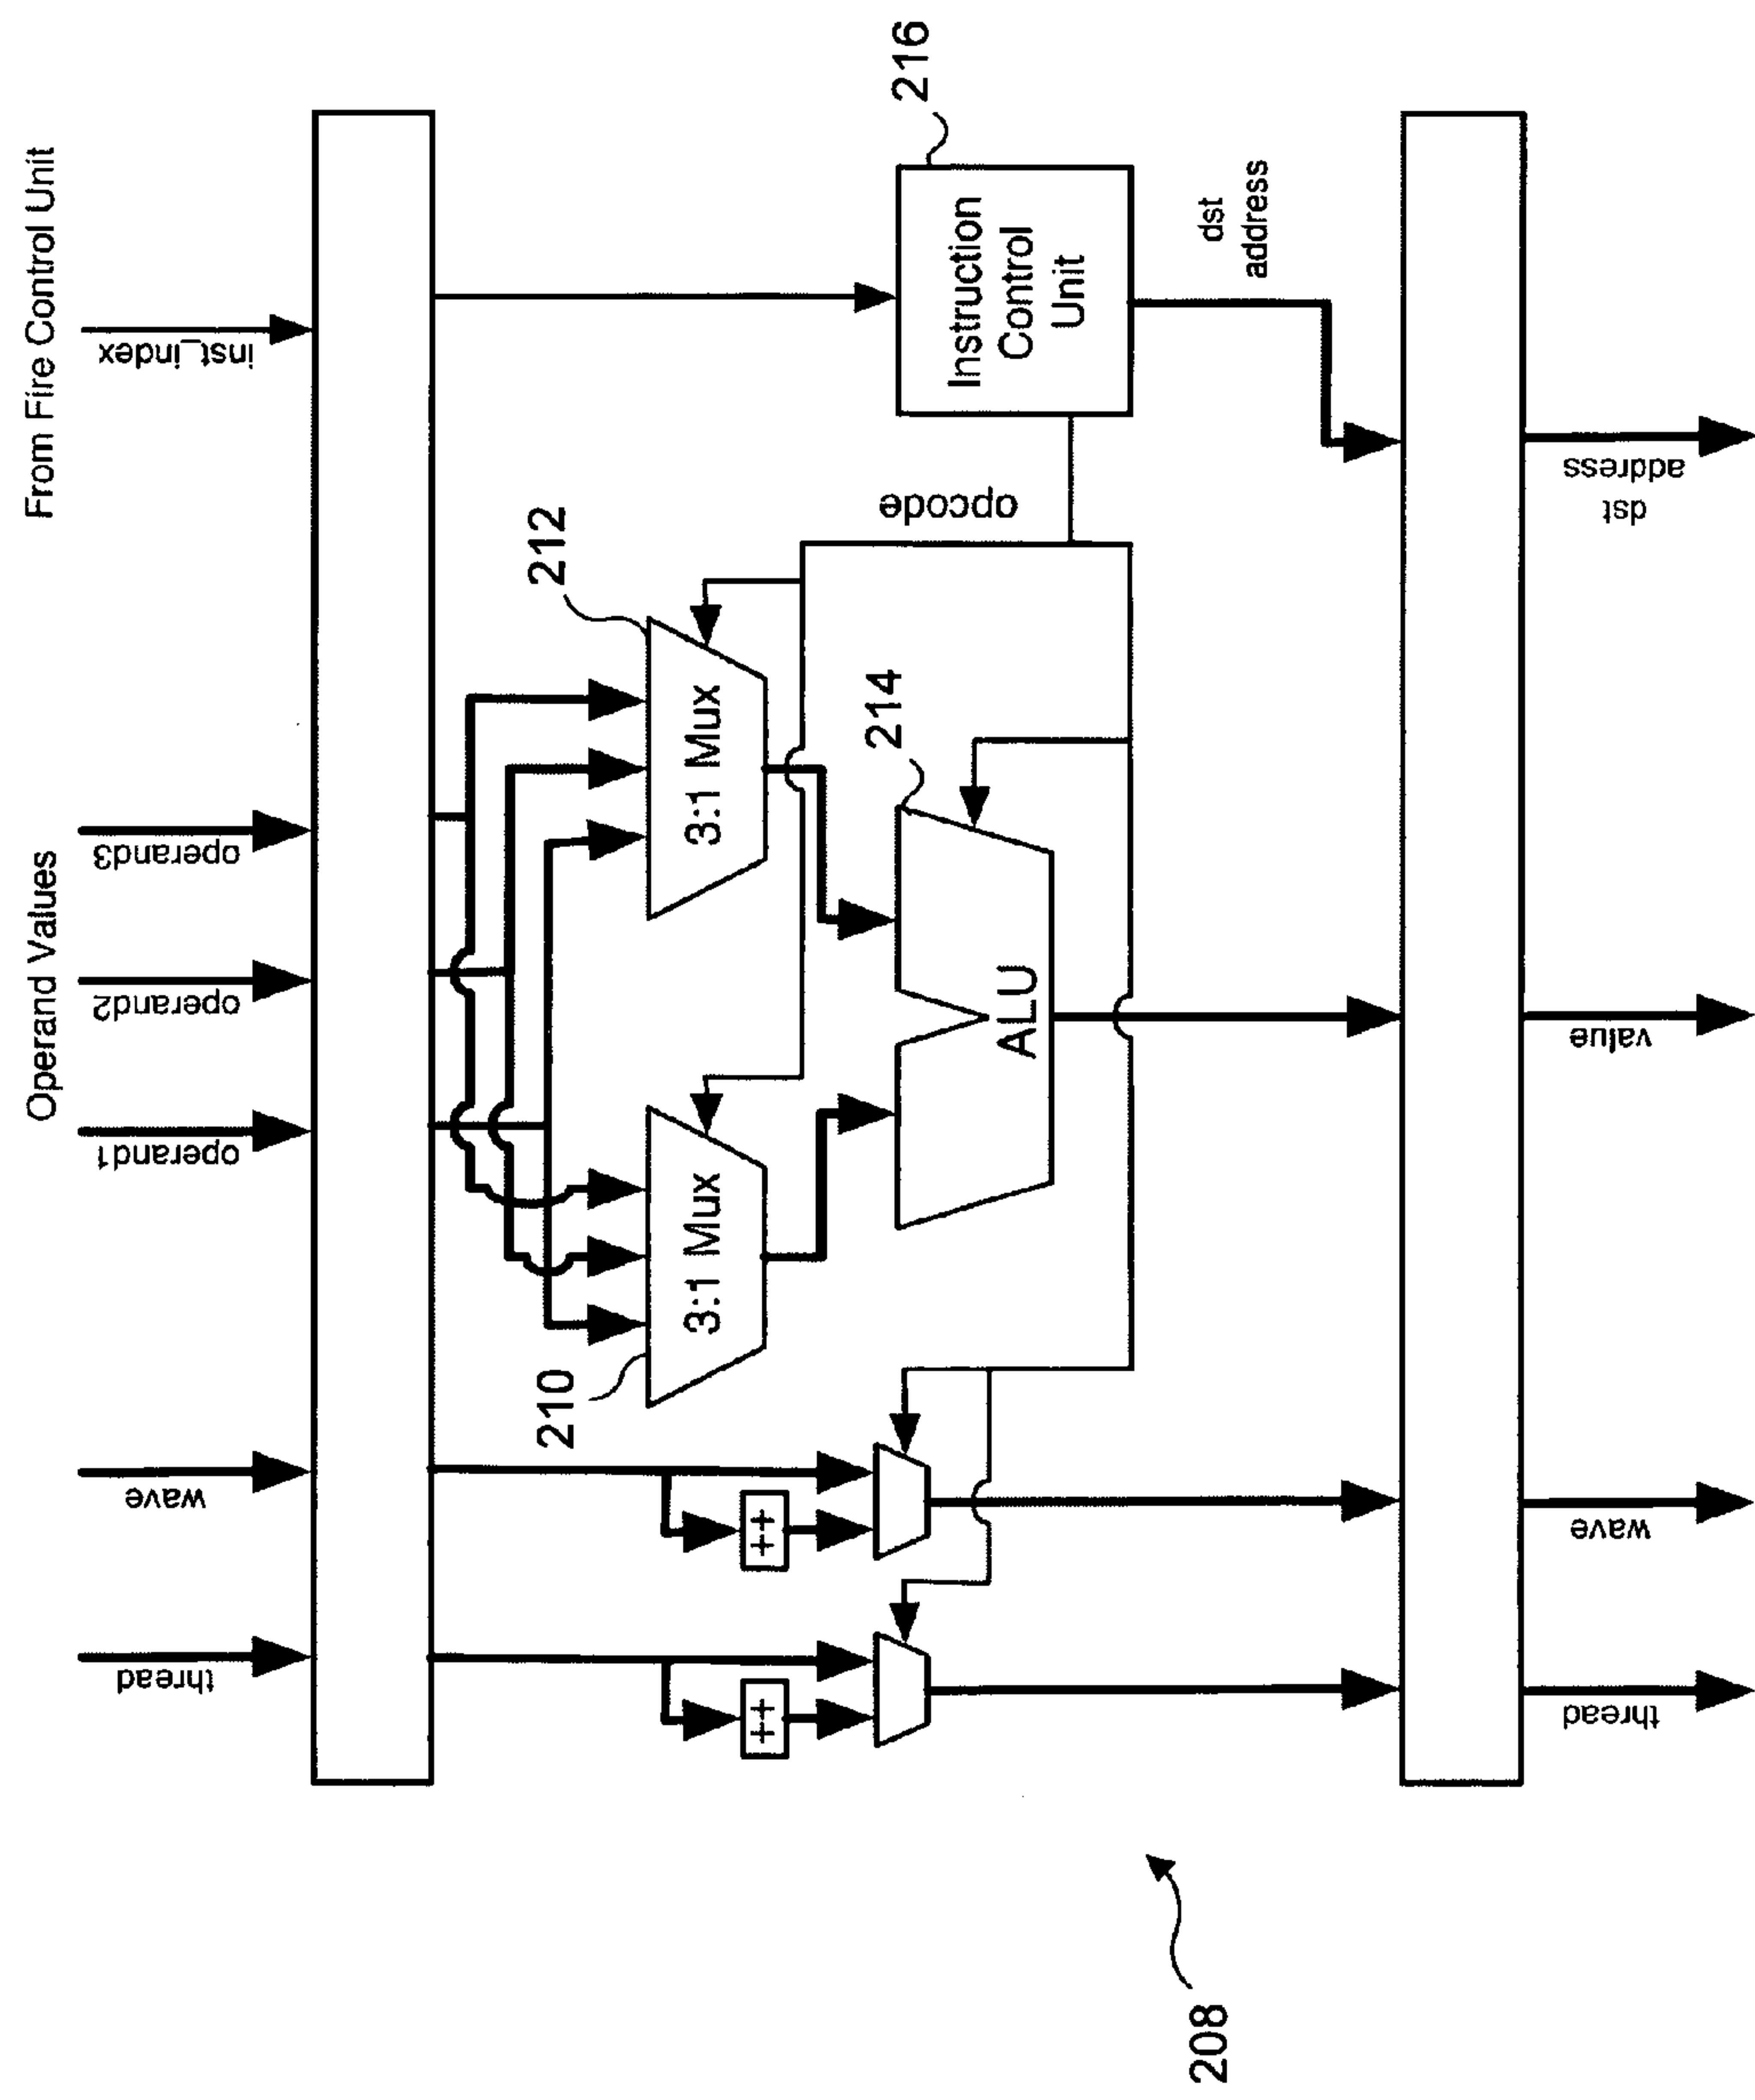 From Fire Control Unit
Operand Values
inst_index
operand3
operand2
operand1
wave
thread
216
Instruction
Control
Unit
dst
address
opcode
212
3:1 Mux
210
3:1 Mux
214
ALU
++
++
dst
address
value
wave
thread
208